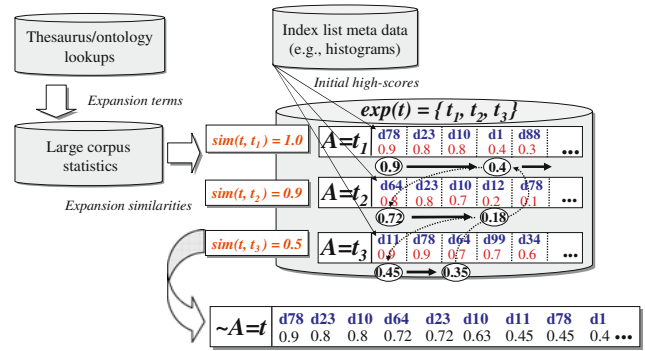 Thesaurus/ontology
lookups
Index list meta data
(e.g., histograms)
Initial high-scores
Expansion terms
Large corpus
statistics
exp(t) = { t1, t2, t3 }
sim(t, t1) = 1.0
A=t1
d78 d23 d10 d1 d88
0.9 0.8 0.8 0.4 0.3 ...
0.9 0.4
sim(t, t2) = 0.9
A=t2
d64 d23 d10 d12 d78
0.8 0.8 0.7 0.2 0.1 ...
0.72 0.18
Expansion similarities
sim(t, t3) = 0.5
A=t3
d11 d78 d64 d99 d34
0.9 0.9 0.7 0.7 0.6 ...
0.45 0.35
~A=t
d78 d23 d10 d64 d23 d10 d11 d78 d1
0.9 0.8 0.8 0.72 0.72 0.63 0.45 0.45 0.4 ...